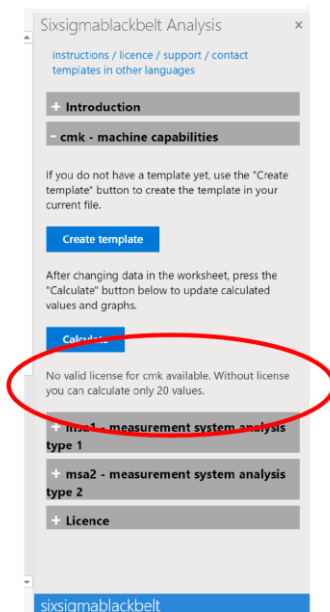 Sixsigmablackbelt Analysis x
instructions / licence / support / contact
templates in other languages
+ Introduction
- cmk - machine capabilities
If you do not have a template yet, use the "Create
template" button to create the template in your
current file.
Create template
After changing data in the worksheet, press the
"Calculate" button below to update calculated
values and graphs.
Calculate
No valid license for cmk available. Without license
you can calculate only 20 values.
+ msa1 - measurement system analysis
type 1
+ msa2 - measurement system analysis
type 2
+ Licence
sixsigmablackbelt